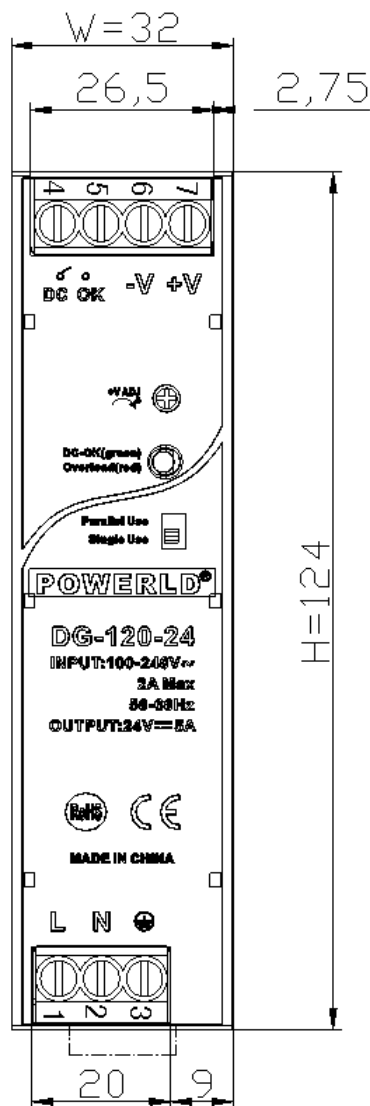 W=32
26,5 2,75
4 5 6 7
DC OK -V +V
+V ADJ
DC-OK(green)
Overload(red)
Parallel Use
Single Use
POWERLD®
H=124
DG-120-24
INPUT:100-240V~
2A Max
50-60Hz
OUTPUT:24V⎓5A
RoHS CE
MADE IN CHINA
L N ⏚
1 2 3
20 9